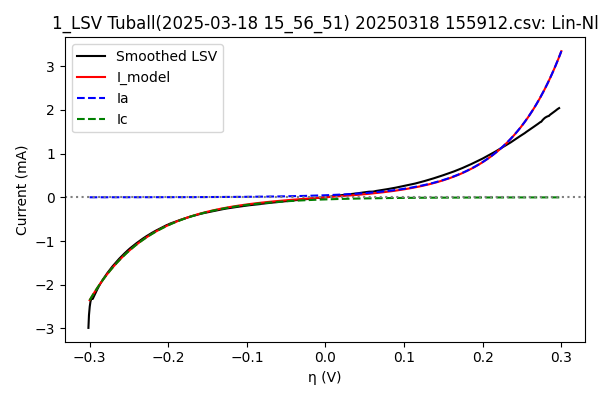 1_LSV Tuball(2025-03-18 15_56_51) 20250318 155912.csv: Lin-Nl
Smoothed LSV
I_model
Ia
Ic
Current (mA)
3
2
1
0
−1
−2
−3
−0.3 −0.2 −0.1 0.0 0.1 0.2 0.3
η (V)